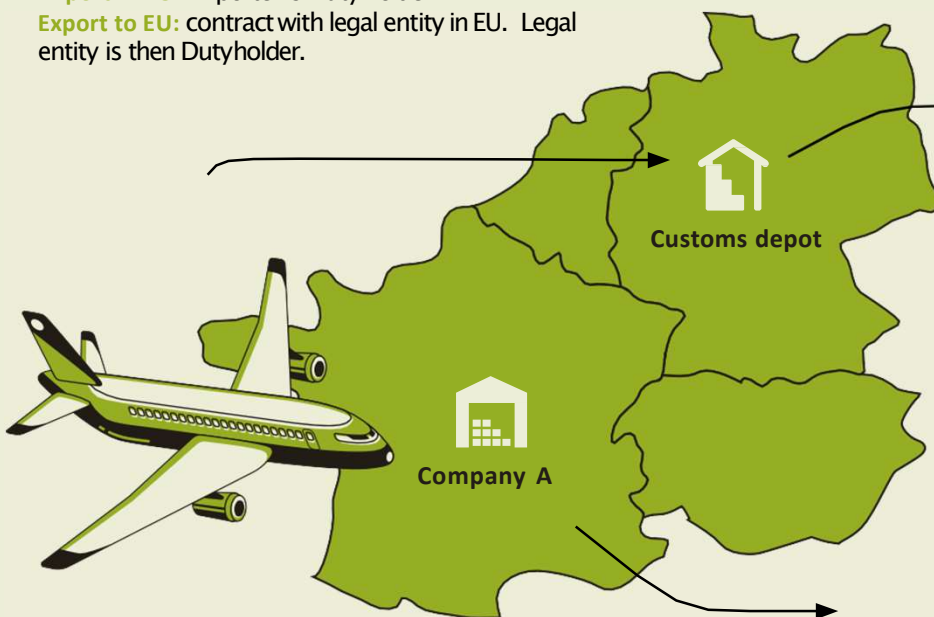 Export to EU: contract with legal entity in EU. Legal
entity is then Dutyholder.
Customs depot
Company A